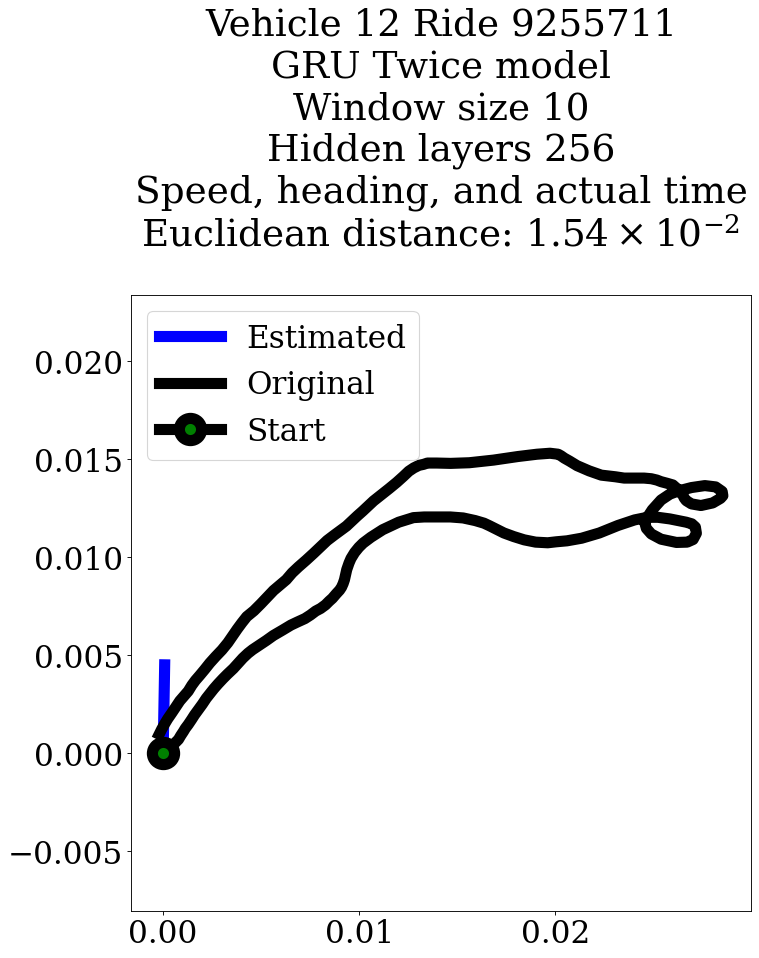 Vehicle 12 Ride 9255711
GRU Twice model
Window size 10
Hidden layers 256
Speed, heading, and actual time
Euclidean distance: 1.54 × 10⁻²
Estimated
Original
Start
0.020
0.015
0.010
0.005
0.000
−0.005
0.00 0.01 0.02